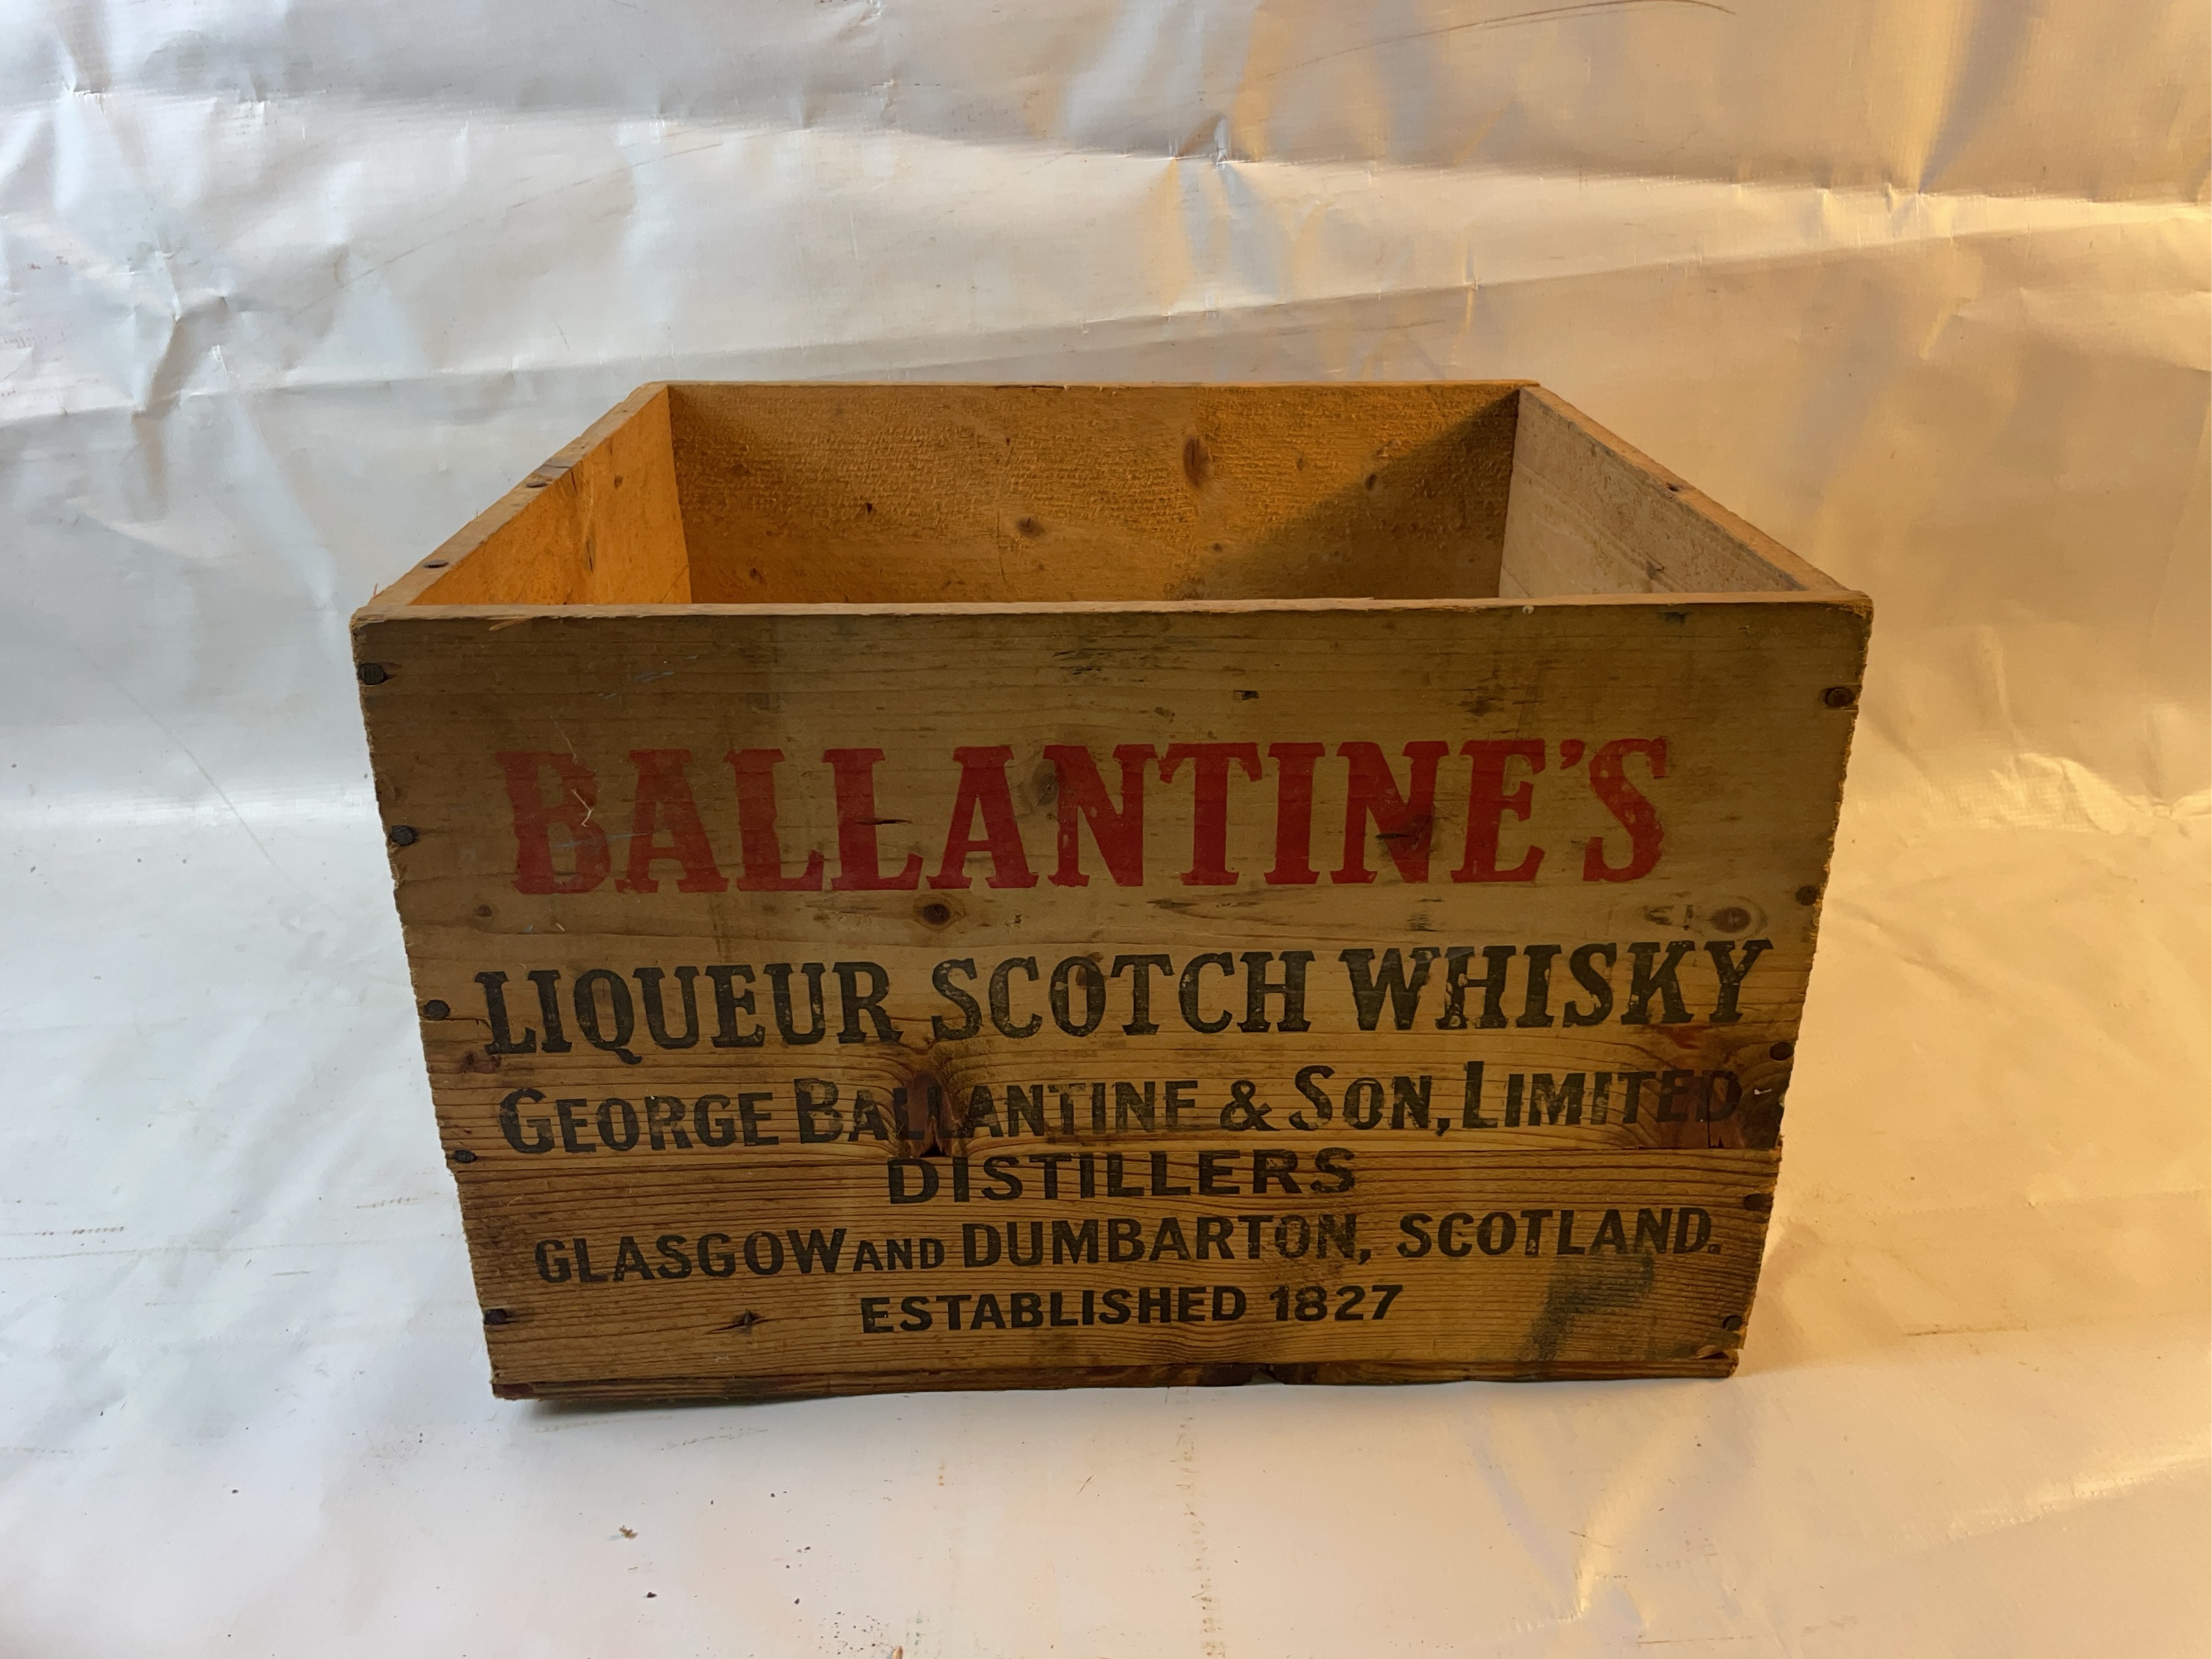 BALLANTINE'S
LIQUEUR SCOTCH WHISKY
GEORGE BALLANTINE & SON, LIMITED
DISTILLERS
GLASGOW AND DUMBARTON, SCOTLAND.
ESTABLISHED 1827